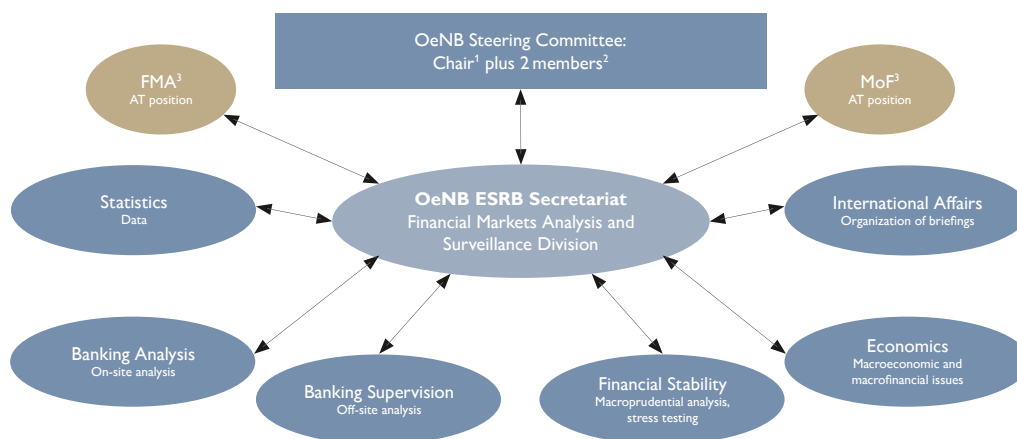 OeNB Steering Committee:
Chair¹ plus 2 members²
FMA³
AT position
MoF³
AT position
Statistics
Data
OeNB ESRB Secretariat
Financial Markets Analysis and
Surveillance Division
International Affairs
Organization of briefings
Banking Analysis
On-site analysis
Banking Supervision
Off-site analysis
Financial Stability
Macroprudential analysis,
stress testing
Economics
Macroeconomic and
macrofinancial issues